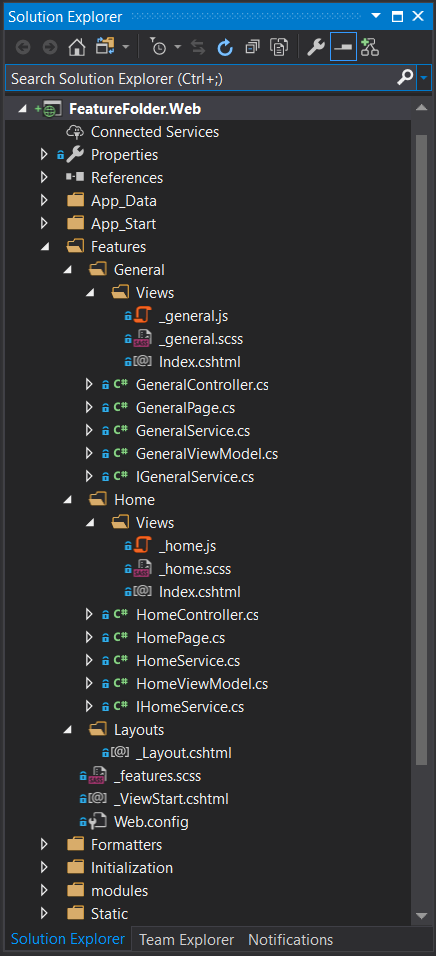 Solution Explorer
Search Solution Explorer (Ctrl+;)
FeatureFolder.Web
Connected Services
Properties
References
App_Data
App_Start
Features
General
Views
_general.js
_general.scss
Index.cshtml
C# GeneralController.cs
C# GeneralPage.cs
C# GeneralService.cs
C# GeneralViewModel.cs
C# IGeneralService.cs
Home
Views
_home.js
_home.scss
Index.cshtml
C# HomeController.cs
C# HomePage.cs
C# HomeService.cs
C# HomeViewModel.cs
C# IHomeService.cs
Layouts
[@] _Layout.cshtml
_features.scss
[@] _ViewStart.cshtml
Web.config
Formatters
Initialization
modules
Static
Solution Explorer Team Explorer Notifications